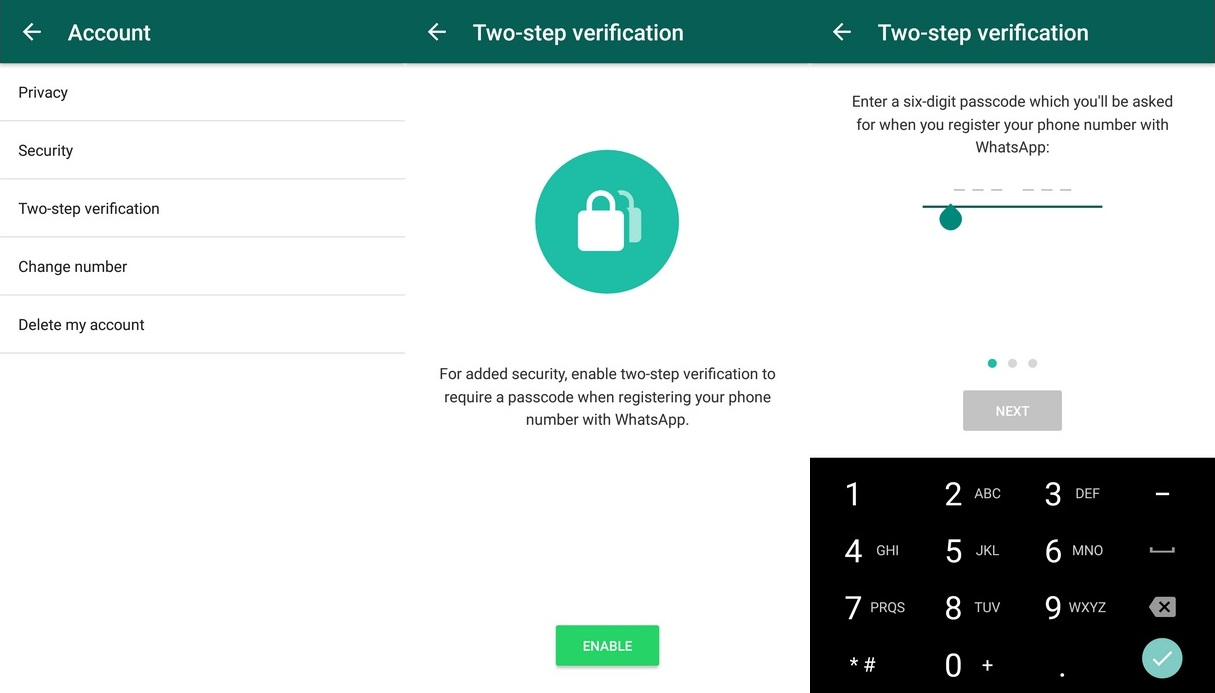 Account
Privacy
Security
Two-step verification
Change number
Delete my account
Two-step verification
For added security, enable two-step verification to
require a passcode when registering your phone
number with WhatsApp.
ENABLE
Two-step verification
Enter a six-digit passcode which you'll be asked
for when you register your phone number with
WhatsApp:
NEXT
1 2 ABC 3 DEF –
4 GHI 5 JKL 6 MNO
7 PRQS 8 TUV 9 WXYZ
* # 0 + .